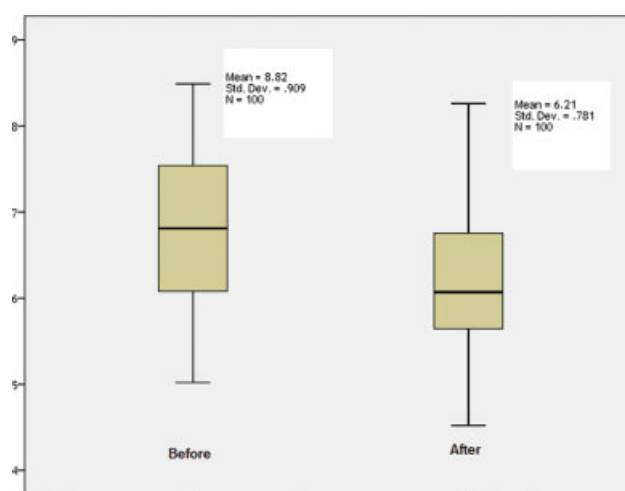 9
Mean = 8.82
Std. Dev. = .909
N = 100
Mean = 6.21
Std. Dev. = .781
N = 100
8
7
6
5
Before
After
4